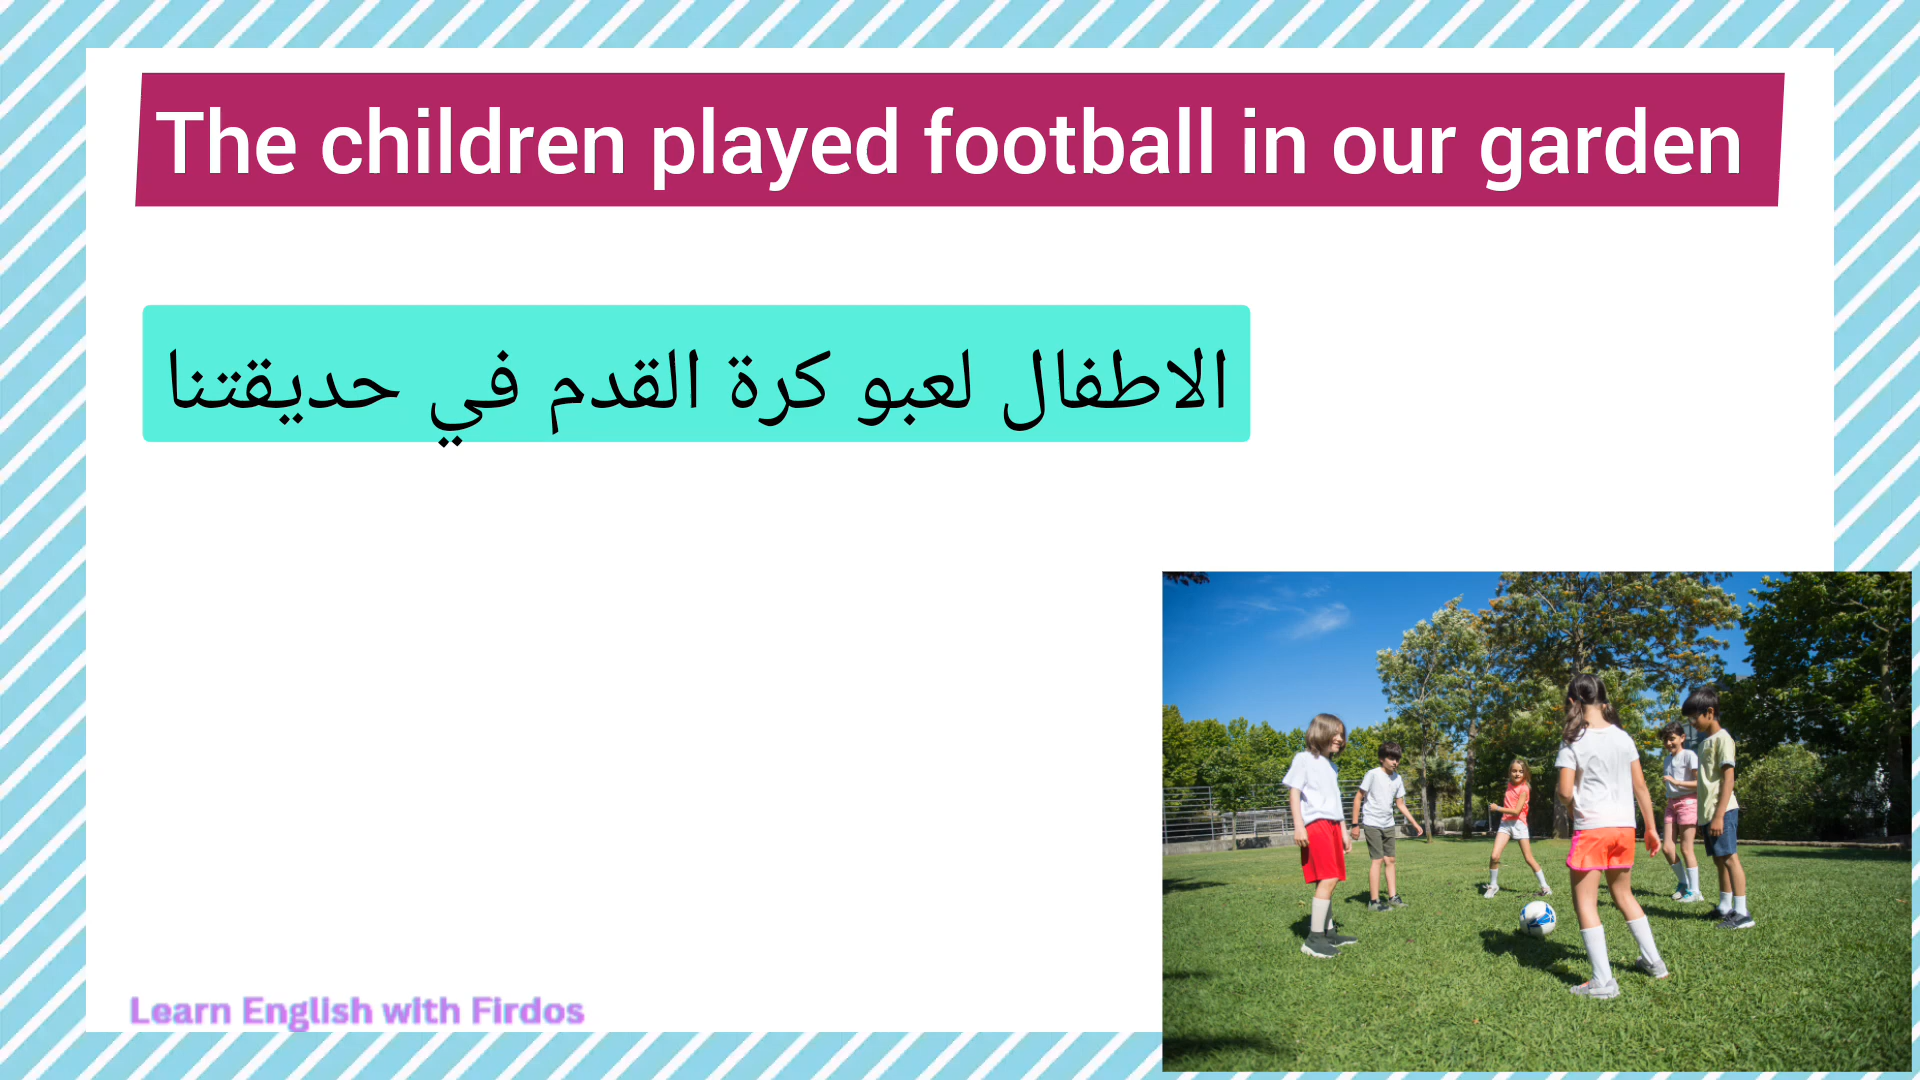 The children played football in our garden
الاطفال لعبو كرة القدم في حديقتنا
Learn English with Firdos